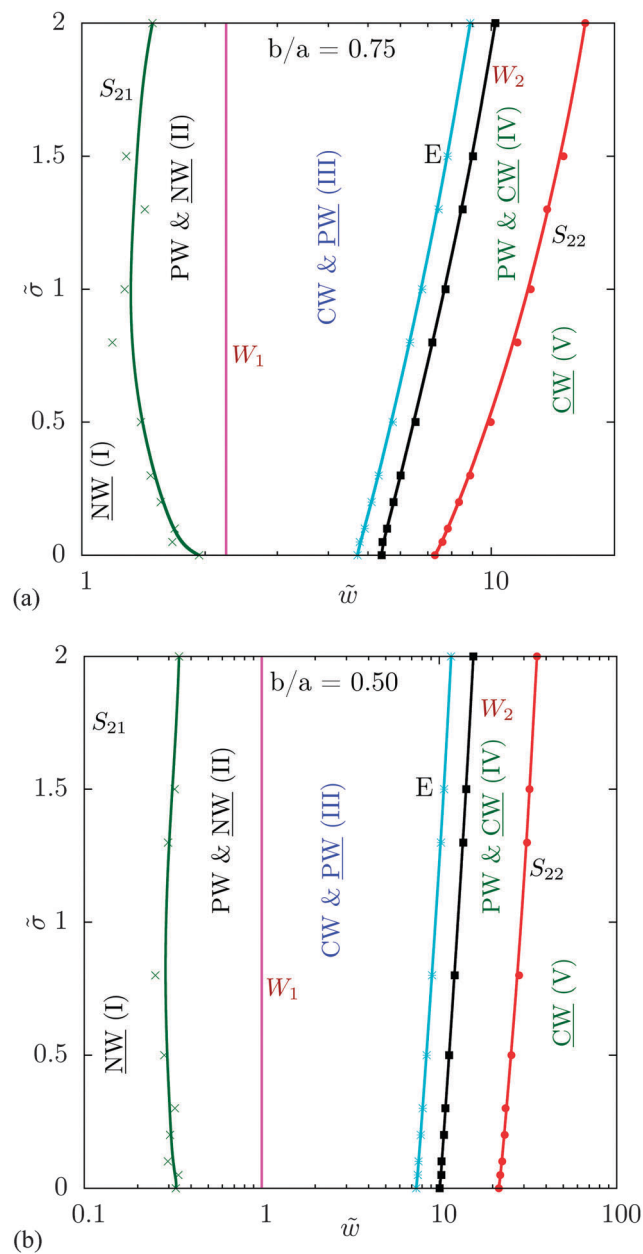 2
b/a = 0.75
S₂₁
W₂
1.5
PW & NW (II)
CW & PW (III)
E
PW & CW (IV)
S₂₂
σ̃
1
W₁
CW (V)
0.5
NW (I)
0
1
10
(a)
w̃
2
b/a = 0.50
S₂₁
W₂
1.5
PW & NW (II)
CW & PW (III)
E
PW & CW (IV)
S₂₂
σ̃
1
W₁
CW (V)
NW (I)
0.5
0
0.1
1
10
100
(b)
w̃